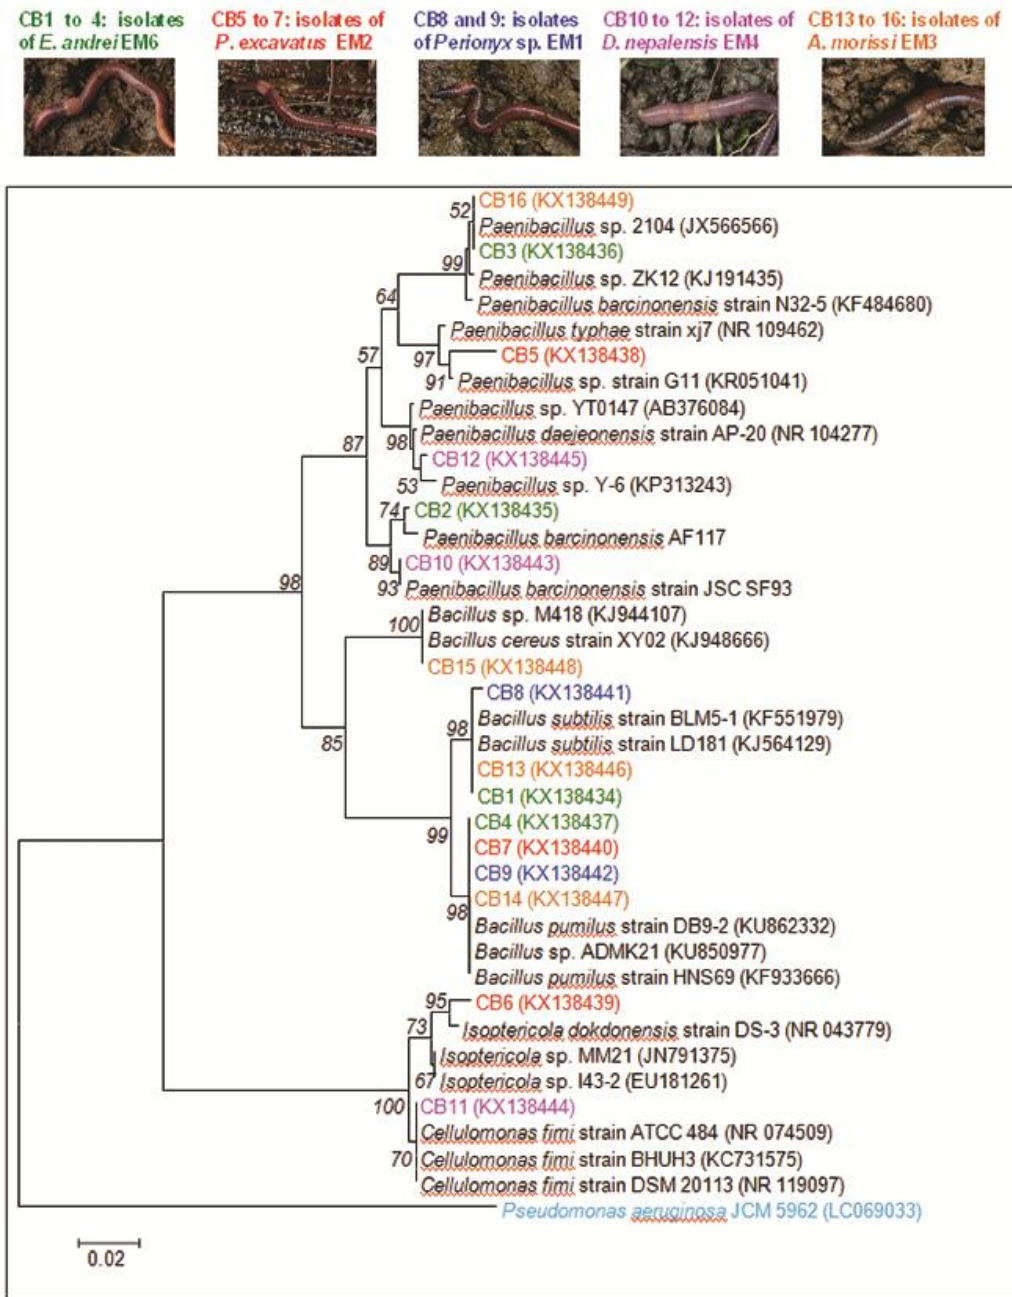 CB1 to 4: isolates of E. andrei EM6
CB5 to 7: isolates of P. excavatus EM2
CB8 and 9: isolates of Perionyx sp. EM1
CB10 to 12: isolates of D. nepalensis EM4
CB13 to 16: isolates of A. morissi EM3
CB16 (KX138449)
52
Paenibacillus sp. 2104 (JX566566)
CB3 (KX138436)
99
Paenibacillus sp. ZK12 (KJ191435)
64
Paenibacillus barcinonensis strain N32-5 (KF484680)
Paenibacillus typhae strain xj7 (NR 109462)
57
97
CB5 (KX138438)
91
Paenibacillus sp. strain G11 (KR051041)
Paenibacillus sp. YT0147 (AB376084)
87
98
Paenibacillus daejeonensis strain AP-20 (NR 104277)
CB12 (KX138445)
53
Paenibacillus sp. Y-6 (KP313243)
74
CB2 (KX138435)
Paenibacillus barcinonensis AF117
89
CB10 (KX138443)
98
93
Paenibacillus barcinonensis strain JSC SF93
Bacillus sp. M418 (KJ944107)
100
Bacillus cereus strain XY02 (KJ948666)
CB15 (KX138448)
CB8 (KX138441)
98
Bacillus subtilis strain BLM5-1 (KF551979)
85
Bacillus subtilis strain LD181 (KJ564129)
CB13 (KX138446)
CB1 (KX138434)
CB4 (KX138437)
99
CB7 (KX138440)
CB9 (KX138442)
CB14 (KX138447)
98
Bacillus pumilus strain DB9-2 (KU862332)
Bacillus sp. ADMK21 (KU850977)
Bacillus pumilus strain HNS69 (KF933666)
95
CB6 (KX138439)
73
Isoptericola dokdonensis strain DS-3 (NR 043779)
Isoptericola sp. MM21 (JN791375)
67
Isoptericola sp. I43-2 (EU181261)
100
CB11 (KX138444)
Cellulomonas fimi strain ATCC 484 (NR 074509)
70
Cellulomonas fimi strain BHUH3 (KC731575)
Cellulomonas fimi strain DSM 20113 (NR 119097)
Pseudomonas aeruginosa JCM 5962 (LC069033)
0.02